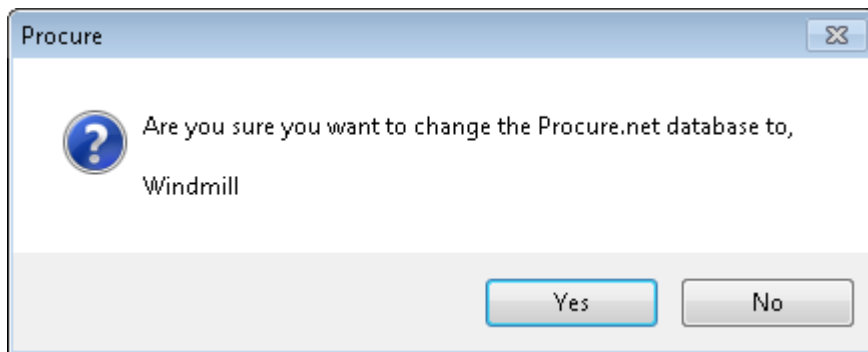 Procure
Are you sure you want to change the Procure.net database to,
Windmill
Yes
No